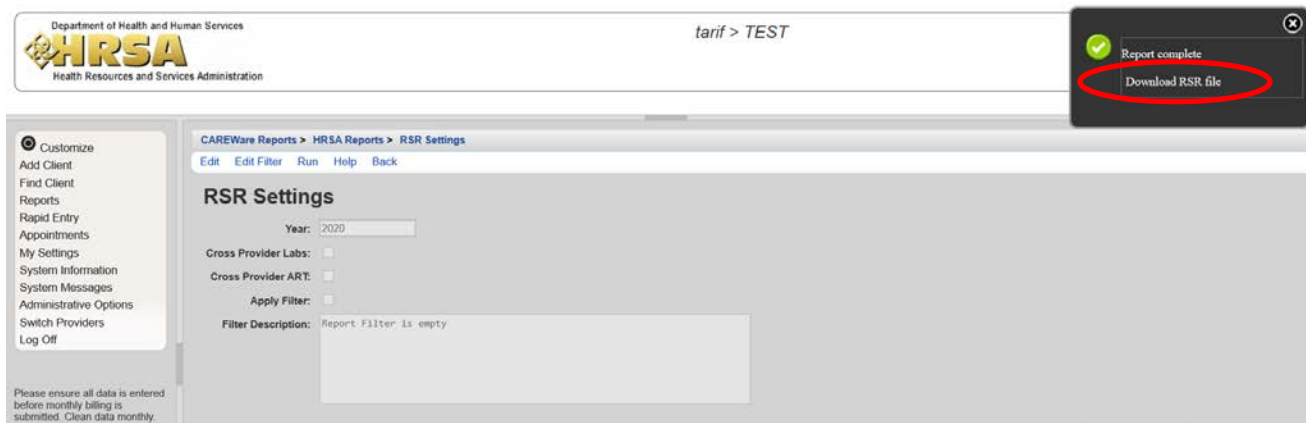 Department of Health and Human Services
HRSA
Health Resources and Services Administration
tarif > TEST
Report complete
Download RSR file
Customize
Add Client
Find Client
Reports
Rapid Entry
Appointments
My Settings
System Information
System Messages
Administrative Options
Switch Providers
Log Off
Please ensure all data is entered
before monthly billing is
submitted. Clean data monthly.
CAREWare Reports > HRSA Reports > RSR Settings
Edit Edit Filter Run Help Back
RSR Settings
Year: 2020
Cross Provider Labs:
Cross Provider ART:
Apply Filter:
Filter Description: Report Filter is empty